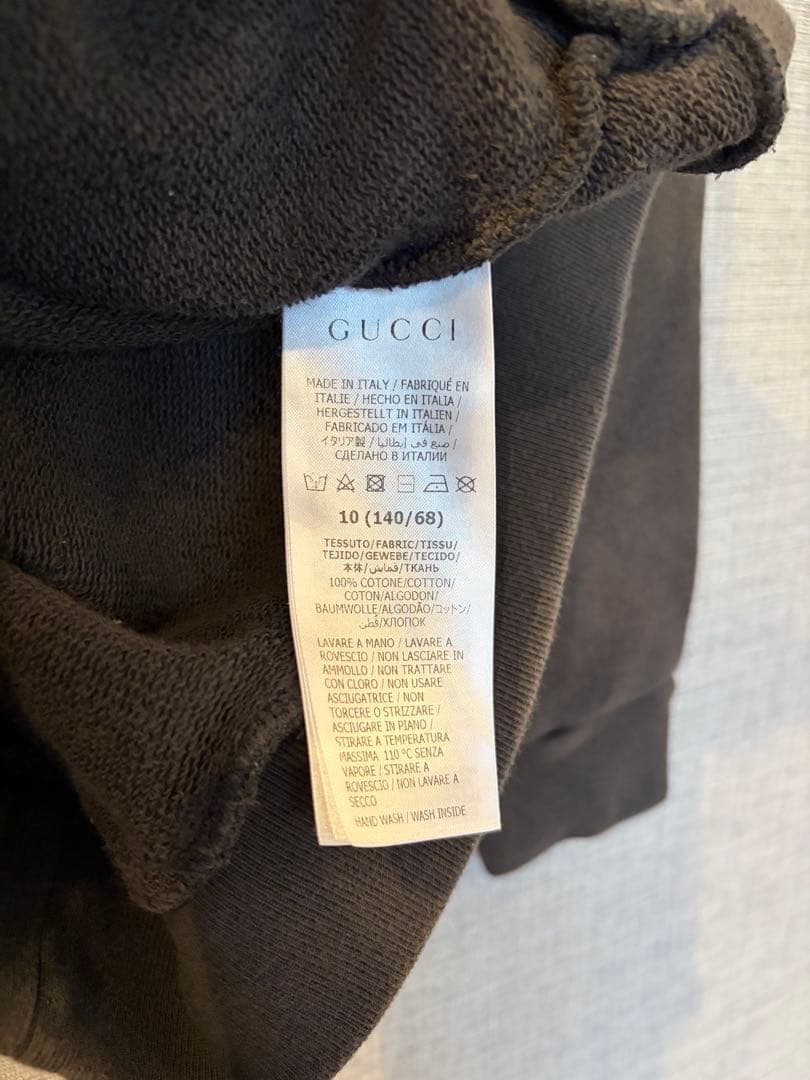 GUCCI
MADE IN ITALY / FABRIQUÉ EN
ITALIE / HECHO EN ITALIA /
HERGESTELLT IN ITALIEN /
FABRICADO EM ITÁLIA /
イタリア製 / صنع في إيطاليا /
СДЕЛАНО В ИТАЛИИ
10 (140/68)
TESSUTO/FABRIC/TISSU/
TEJIDO/GEWEBE/TECIDO/
本体/قماش/ТКАНЬ
100% COTONE/COTTON/
COTON/ALGODON/
BAUMWOLLE/ALGODÃO/コットン/
قطن/ХЛОПОК
LAVARE A MANO / LAVARE A
ROVESCIO / NON LASCIARE IN
AMMOLLO / NON TRATTARE
CON CLORO / NON USARE
ASCIUGATRICE / NON
TORCERE O STRIZZARE /
ASCIUGARE IN PIANO /
STIRARE A TEMPERATURA
MASSIMA 110 °C SENZA
VAPORE / STIRARE A
ROVESCIO / NON LAVARE A
SECCO
HAND WASH / WASH INSIDE